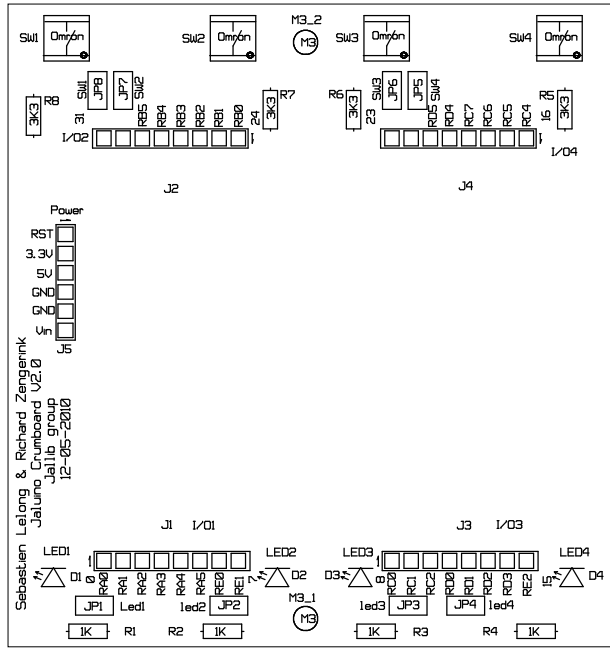 M3_2
SW1
Omrón
SW2
Omrón
M3
SW3
Omrón
SW4
Omrón
SW1
JP8
JP7
SW2
SW3
JP6
JP5
SW4
R8
3K3
31
R7
3K3
24
R6
3K3
23
R5
3K3
16
RB5
RB4
RB3
RB2
RB1
RB0
RD5
RD4
RC7
RC6
RC5
RC4
I/O2
I/O4
J2
J4
Power
1
RST
3.3V
5V
GND
GND
Vin
J5
Sebastien Lelong & Richard Zengerink
Jaluino Crumboard V2.0
Jallib group
12-05-2010
J1 I/O1
J3 I/O3
LED1
LED2
LED3
LED4
D1
0
7
D2
D3
8
15
D4
RA0
RA1
RA2
RA3
RA4
RA5
RE0
RE1
RC0
RC1
RC2
RD0
RD1
RD2
RD3
RE2
JP1
Led1
led2
JP2
M3_1
M3
led3
JP3
JP4
led4
1K
R1
R2
1K
1K
R3
R4
1K